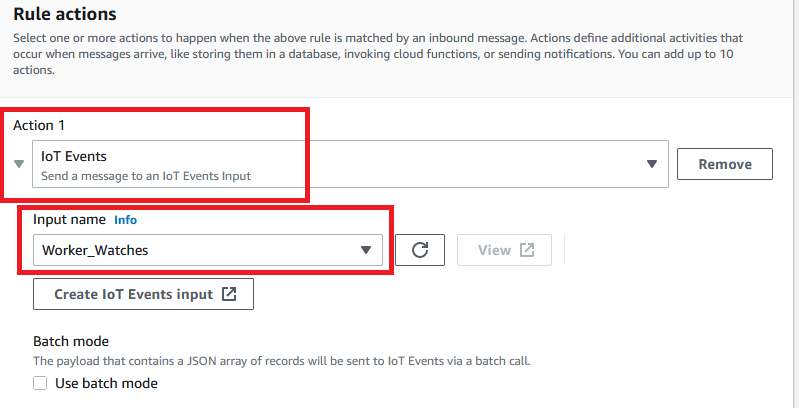 Rule actions
Select one or more actions to happen when the above rule is matched by an inbound message. Actions define additional activities that
occur when messages arrive, like storing them in a database, invoking cloud functions, or sending notifications. You can add up to 10
actions.
Action 1
IoT Events
Send a message to an IoT Events Input
Remove
Input name Info
Worker_Watches
View
Create IoT Events input
Batch mode
The payload that contains a JSON array of records will be sent to IoT Events via a batch call.
Use batch mode